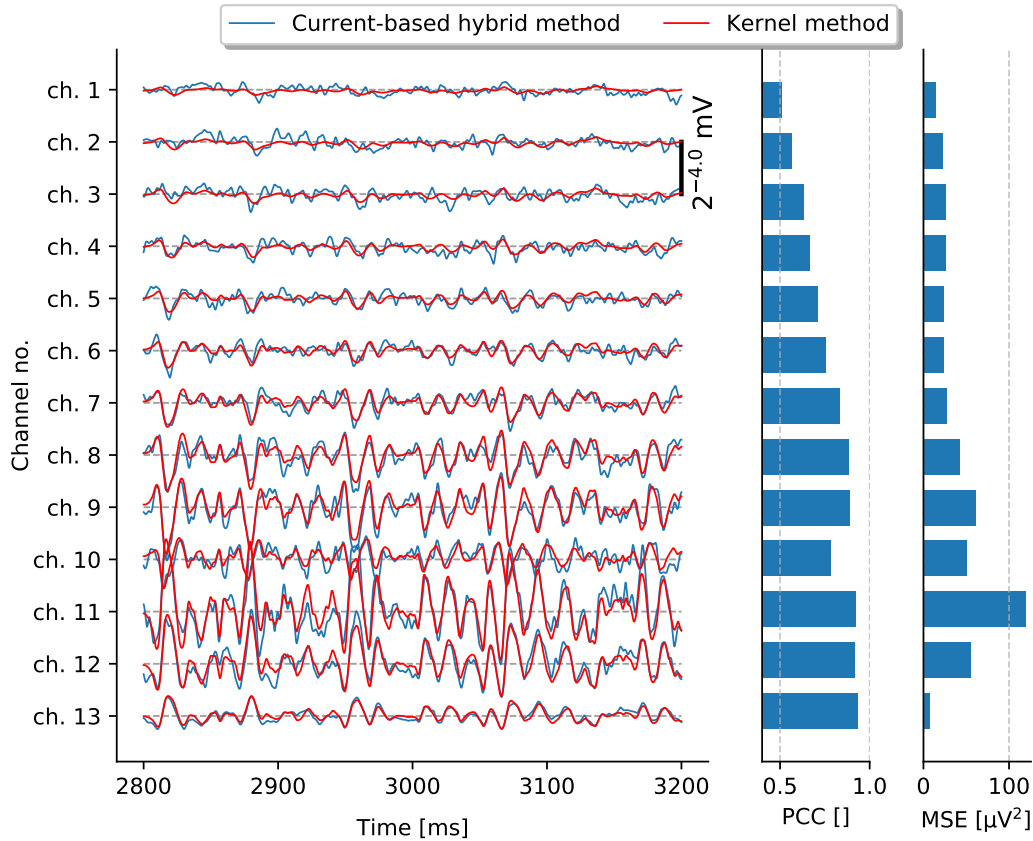 Current-based hybrid method
Kernel method
Channel no.
ch. 1
ch. 2
ch. 3
ch. 4
ch. 5
ch. 6
ch. 7
ch. 8
ch. 9
ch. 10
ch. 11
ch. 12
ch. 13
2⁻⁴·⁰ mV
2800 2900 3000 3100 3200
Time [ms]
0.5 1.0
PCC []
0 100
MSE [µV²]